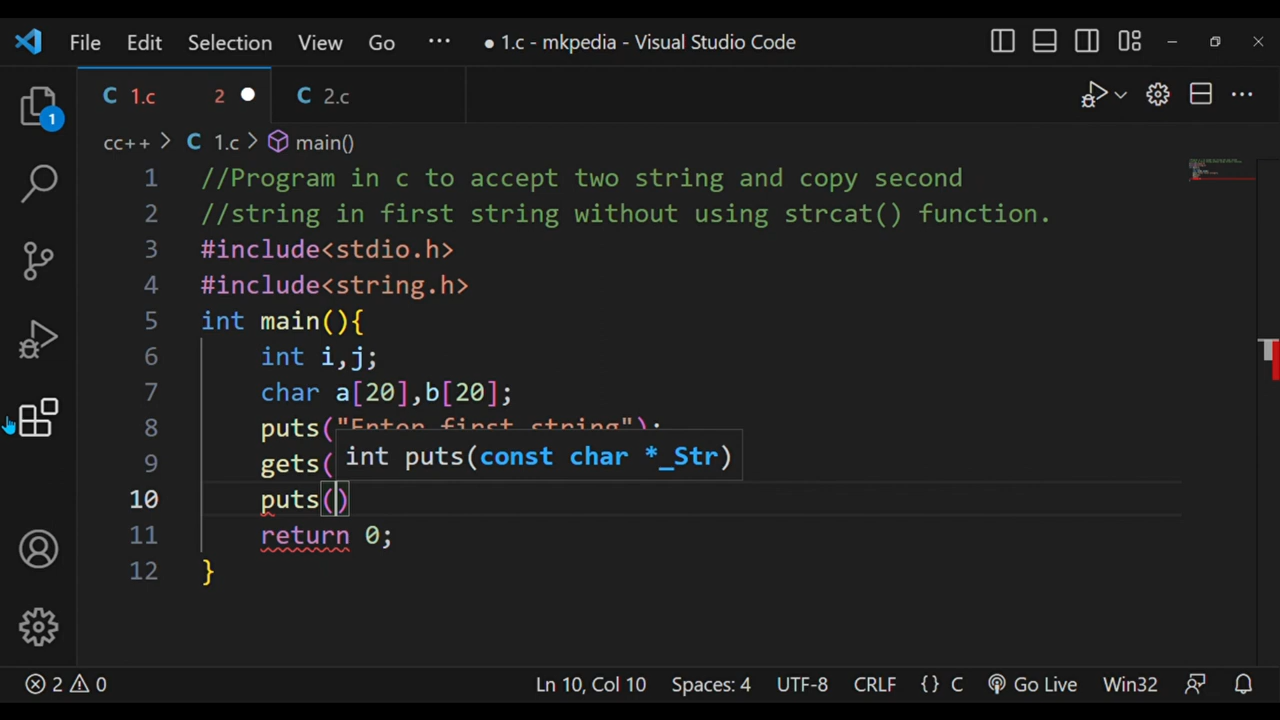 File Edit Selection View Go ··· ● 1.c - mkpedia - Visual Studio Code
C 1.c 2 ● C 2.c
1
cc++ > C 1.c > main()
1 //Program in c to accept two string and copy second
2 //string in first string without using strcat() function.
3 #include<stdio.h>
4 #include<string.h>
5 int main(){
6 int i,j;
7 char a[20],b[20];
8 puts("Enter first string");
int puts(const char *_Str)
9 gets(
10 puts()
11 return 0;
12 }
2 0 Ln 10, Col 10 Spaces: 4 UTF-8 CRLF {} C Go Live Win32